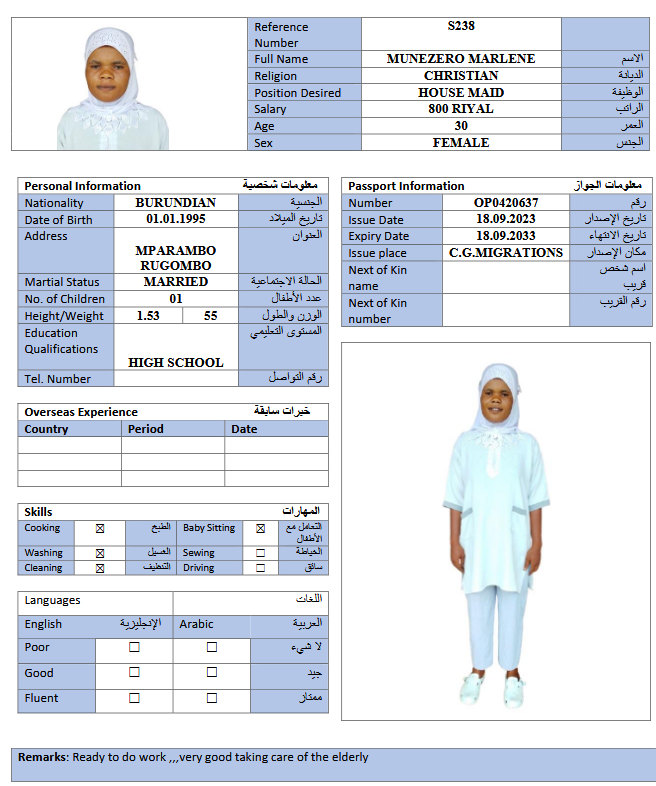 Reference Number S238
Full Name MUNEZERO MARLENE الاسم
Religion CHRISTIAN الديانة
Position Desired HOUSE MAID الوظيفة
Salary 800 RIYAL الراتب
Age 30 العمر
Sex FEMALE الجنس
Personal Information معلومات شخصية
Nationality BURUNDIAN الجنسية
Date of Birth 01.01.1995 تاريخ الميلاد
Address العنوان
MPARAMBO
RUGOMBO
Martial Status MARRIED الحالة الاجتماعية
No. of Children 01 عدد الأطفال
Height/Weight 1.53 55 الوزن والطول
Education Qualifications HIGH SCHOOL المستوى التعليمي
Tel. Number رقم التواصل
Passport Information معلومات الجواز
Number OP0420637 رقم
Issue Date 18.09.2023 تاريخ الإصدار
Expiry Date 18.09.2033 تاريخ الانتهاء
Issue place C.G.MIGRATIONS مكان الإصدار
Next of Kin name اسم شخص قريب
Next of Kin number رقم القريب
Overseas Experience خبرات سابقة
Country Period Date
Skills المهارات
Cooking ☒ الطبخ Baby Sitting ☒ التعامل مع الأطفال
Washing ☒ الغسيل Sewing ☐ الخياطة
Cleaning ☒ التنظيف Driving ☐ سائق
Languages اللغات
English الإنجليزية Arabic العربية
Poor ☐ ☐ لا شيء
Good ☐ ☐ جيد
Fluent ☐ ☐ ممتاز
Remarks: Ready to do work ,,,very good taking care of the elderly